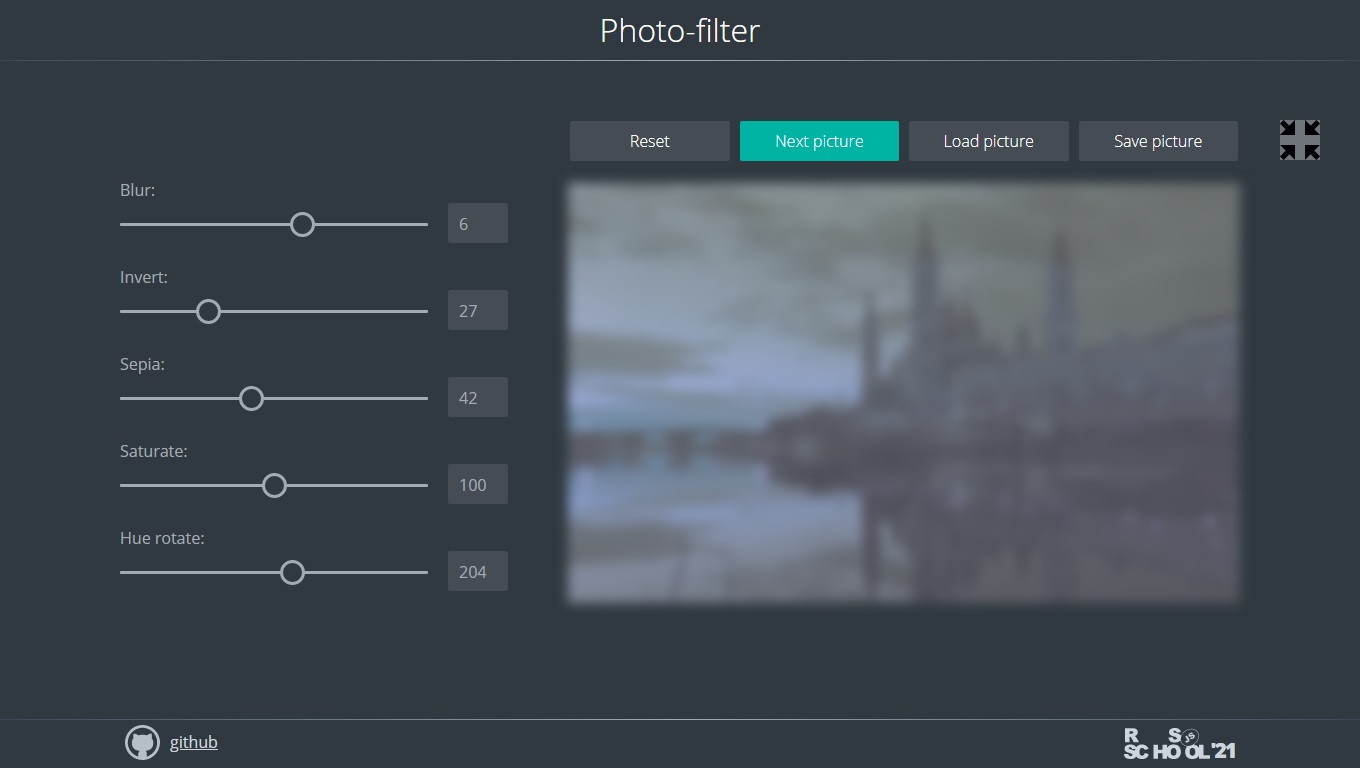 Photo-filter
Reset Next picture Load picture Save picture
Blur:
6
Invert:
27
Sepia:
42
Saturate:
100
Hue rotate:
204
github
R S JS
SCHOOL'21